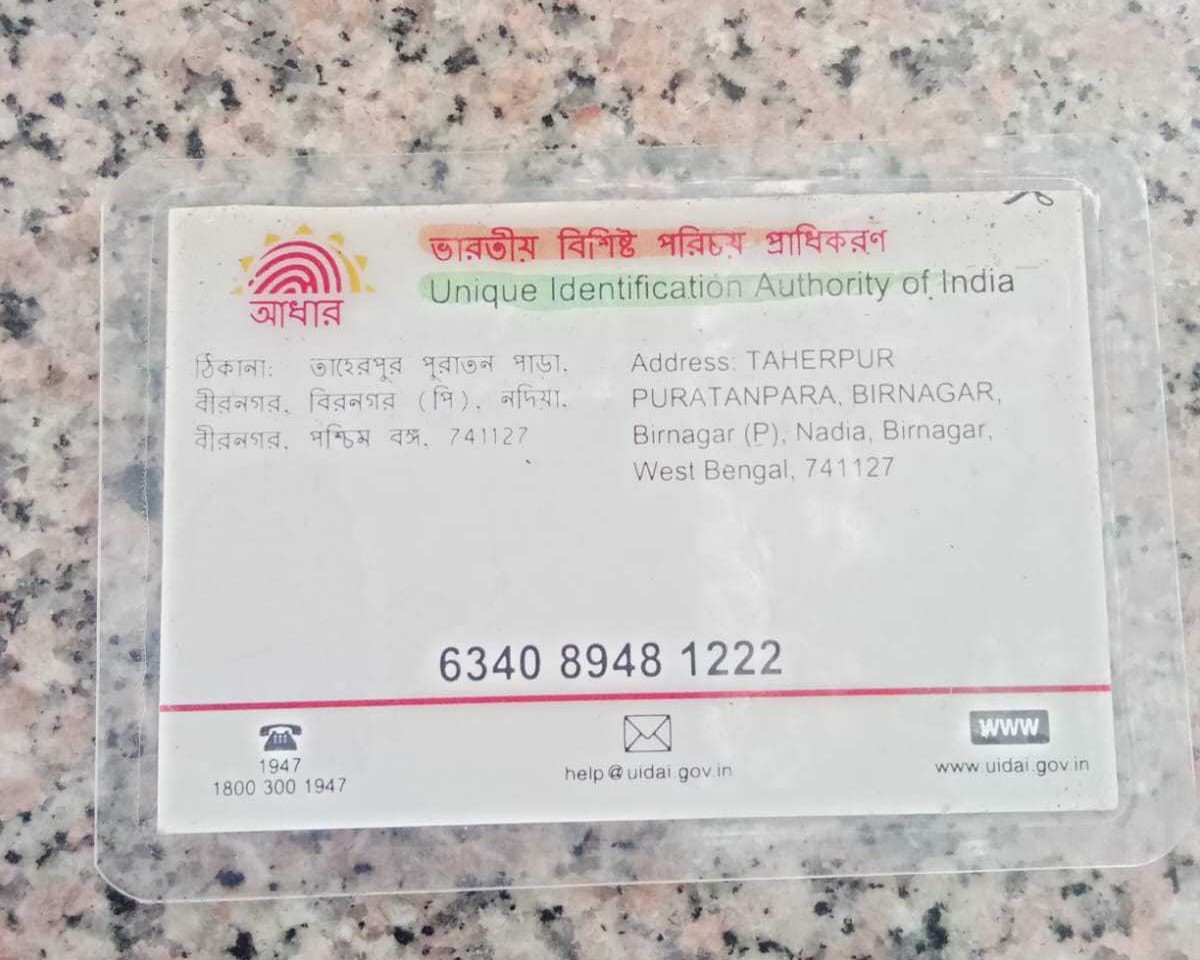 ভারতীয় বিশিষ্ট পরিচয় প্রাধিকরণ
Unique Identification Authority of India
আধার
ঠিকানা: তাহেরপুর পুরাতন পাড়া,
বীরনগর, বিরনগর (পি), নদিয়া,
বীরনগর, পশ্চিম বঙ্গ, 741127
Address: TAHERPUR
PURATANPARA, BIRNAGAR,
Birnagar (P), Nadia, Birnagar,
West Bengal, 741127
6340 8948 1222
1947
1800 300 1947
help@uidai.gov.in
www
www.uidai.gov.in